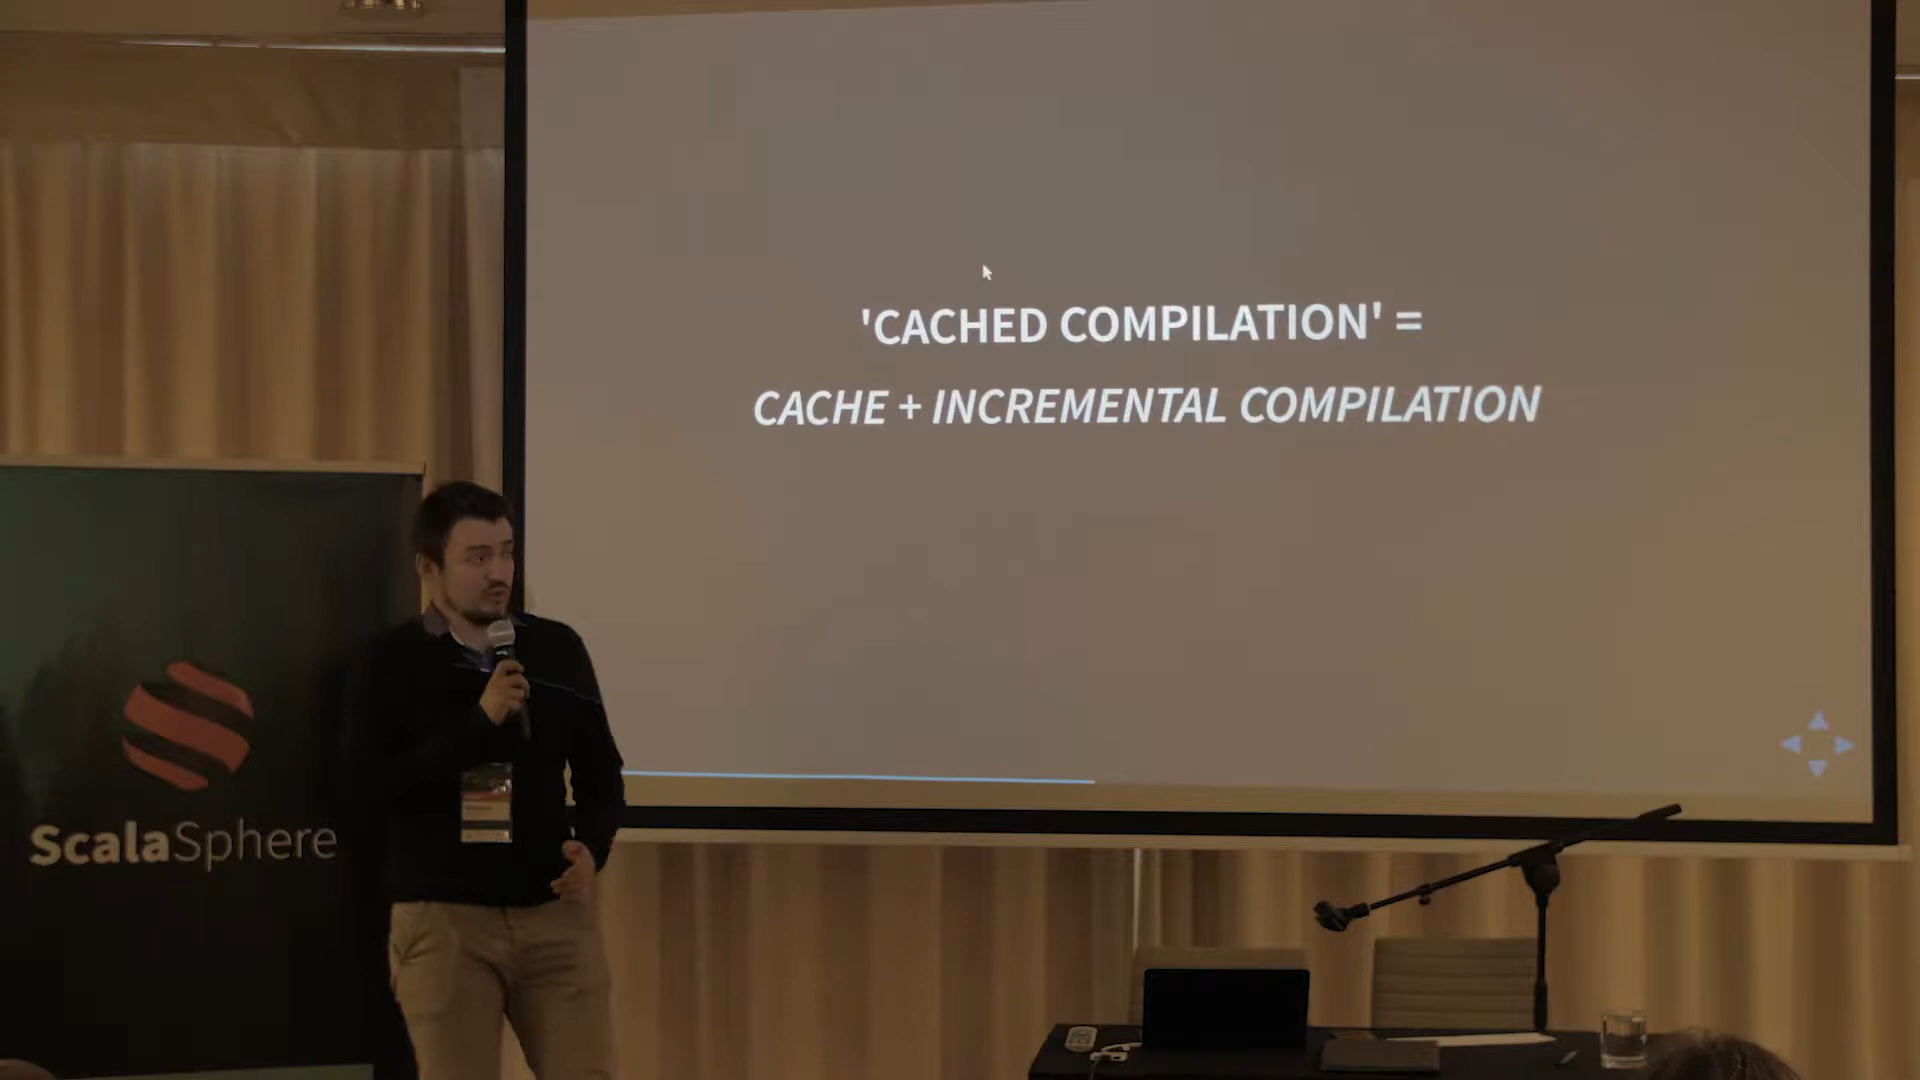 'CACHED COMPILATION' =
CACHE + INCREMENTAL COMPILATION
ScalaSphere